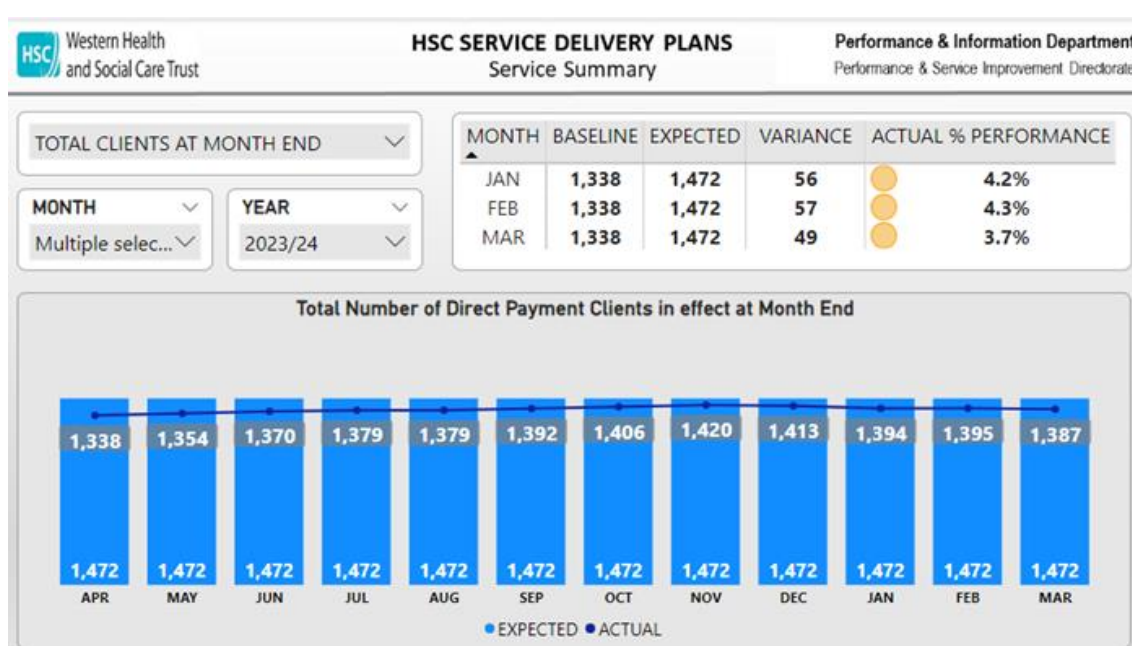 HSC
Western Health
and Social Care Trust
HSC SERVICE DELIVERY PLANS
Service Summary
Performance & Information Department
Performance & Service Improvement Directorate
TOTAL CLIENTS AT MONTH END
MONTH
Multiple selec...
YEAR
2023/24
MONTH BASELINE EXPECTED VARIANCE ACTUAL % PERFORMANCE
JAN 1,338 1,472 56 4.2%
FEB 1,338 1,472 57 4.3%
MAR 1,338 1,472 49 3.7%
Total Number of Direct Payment Clients in effect at Month End
1,338 1,354 1,370 1,379 1,379 1,392 1,406 1,420 1,413 1,394 1,395 1,387
1,472 1,472 1,472 1,472 1,472 1,472 1,472 1,472 1,472 1,472 1,472 1,472
APR MAY JUN JUL AUG SEP OCT NOV DEC JAN FEB MAR
EXPECTED ACTUAL